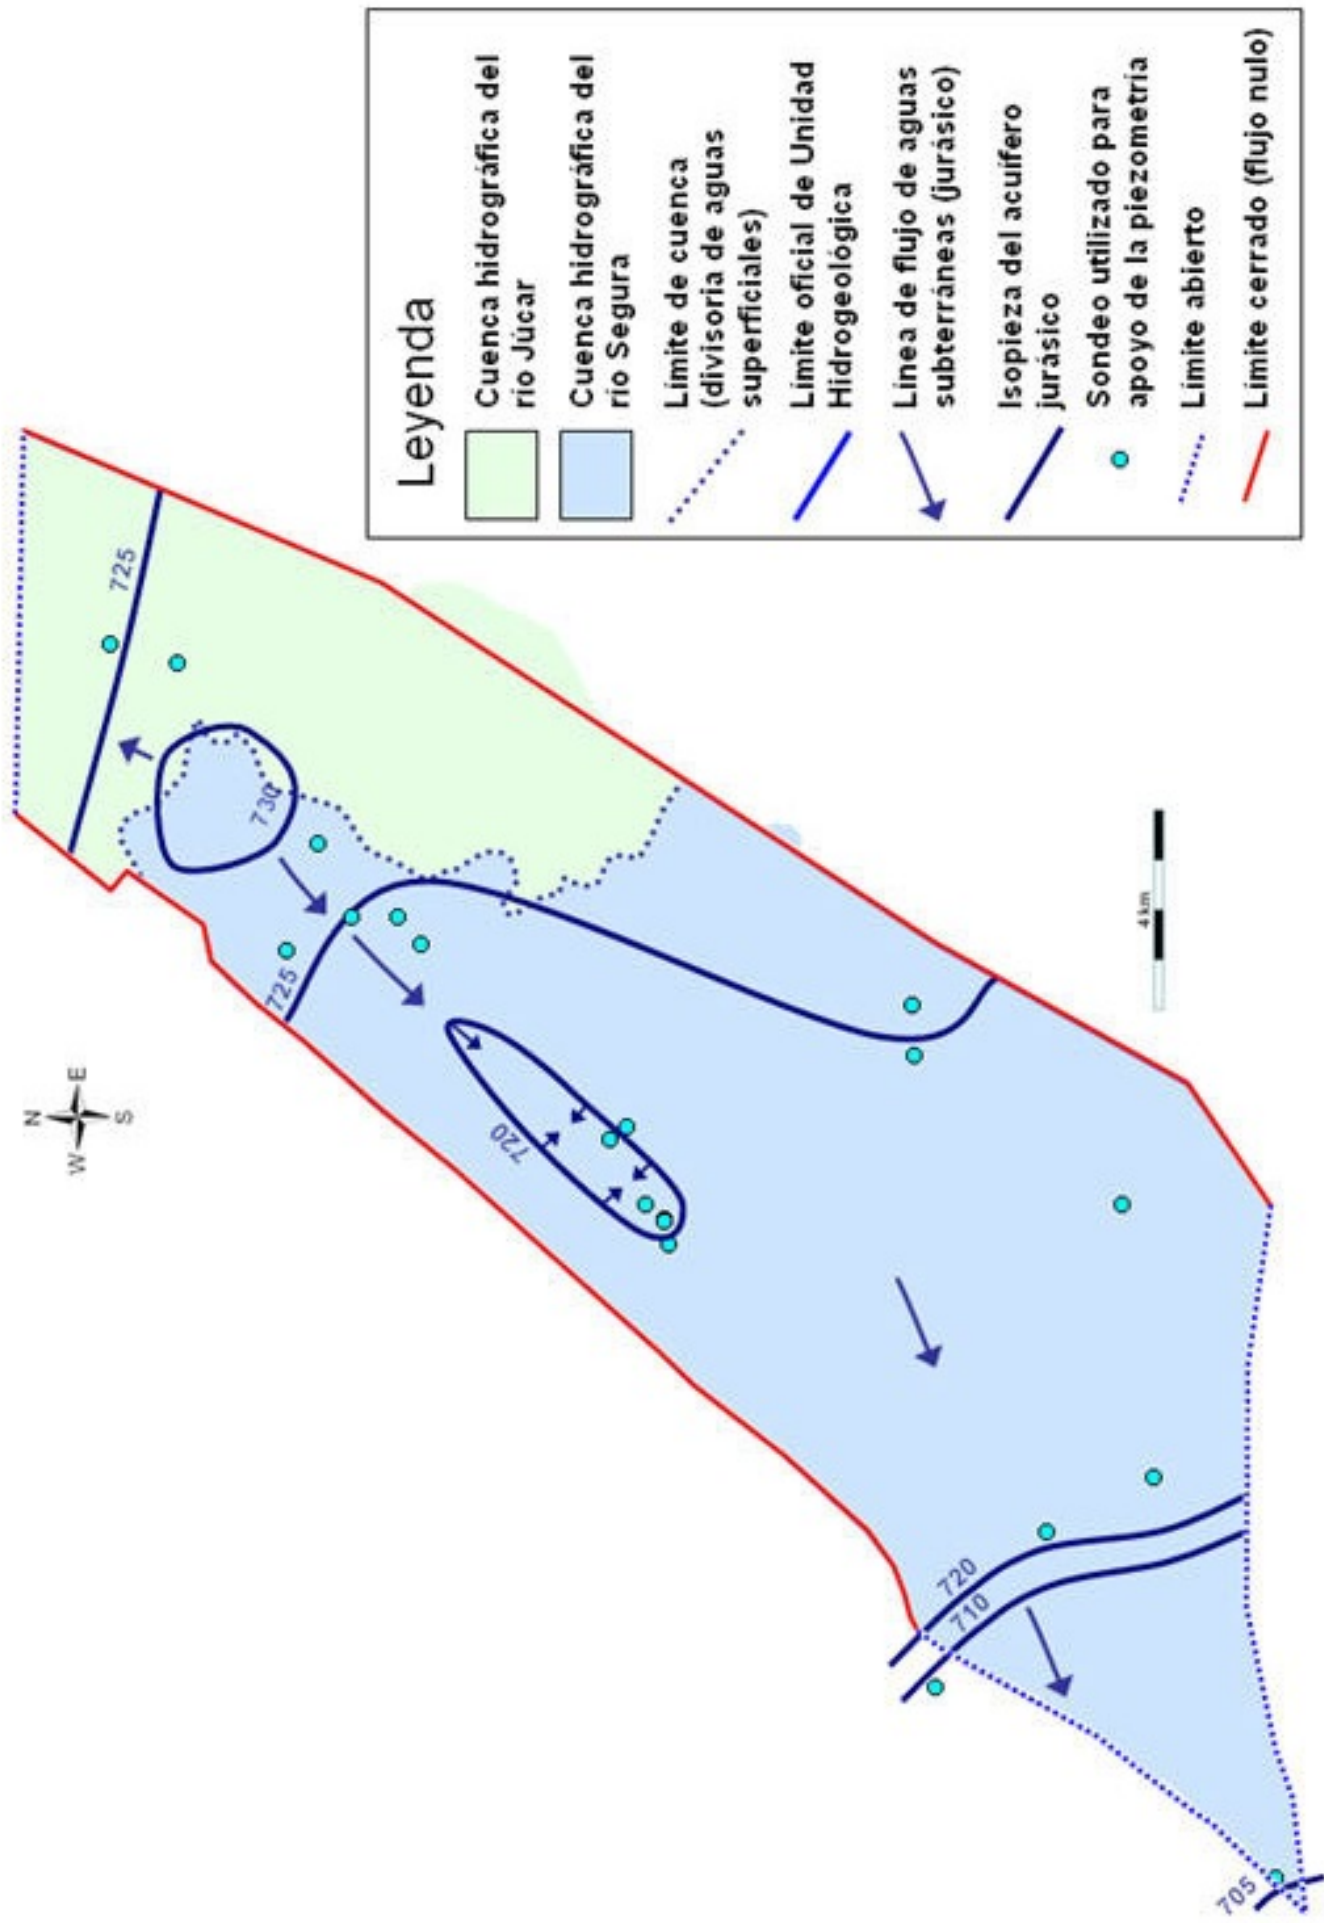 Leyenda
Cuenca hidrográfica del
río Júcar
Cuenca hidrográfica del
río Segura
Límite de cuenca
(divisoria de aguas
superficiales)
Límite oficial de Unidad
Hidrogeológica
Línea de flujo de aguas
subterráneas (jurásico)
Isopieza del acuífero
jurásico
Sondeo utilizado para
apoyo de la piezometría
Límite abierto
Límite cerrado (flujo nulo)
N
W
E
S
725
730
725
720
720
710
705
4 km